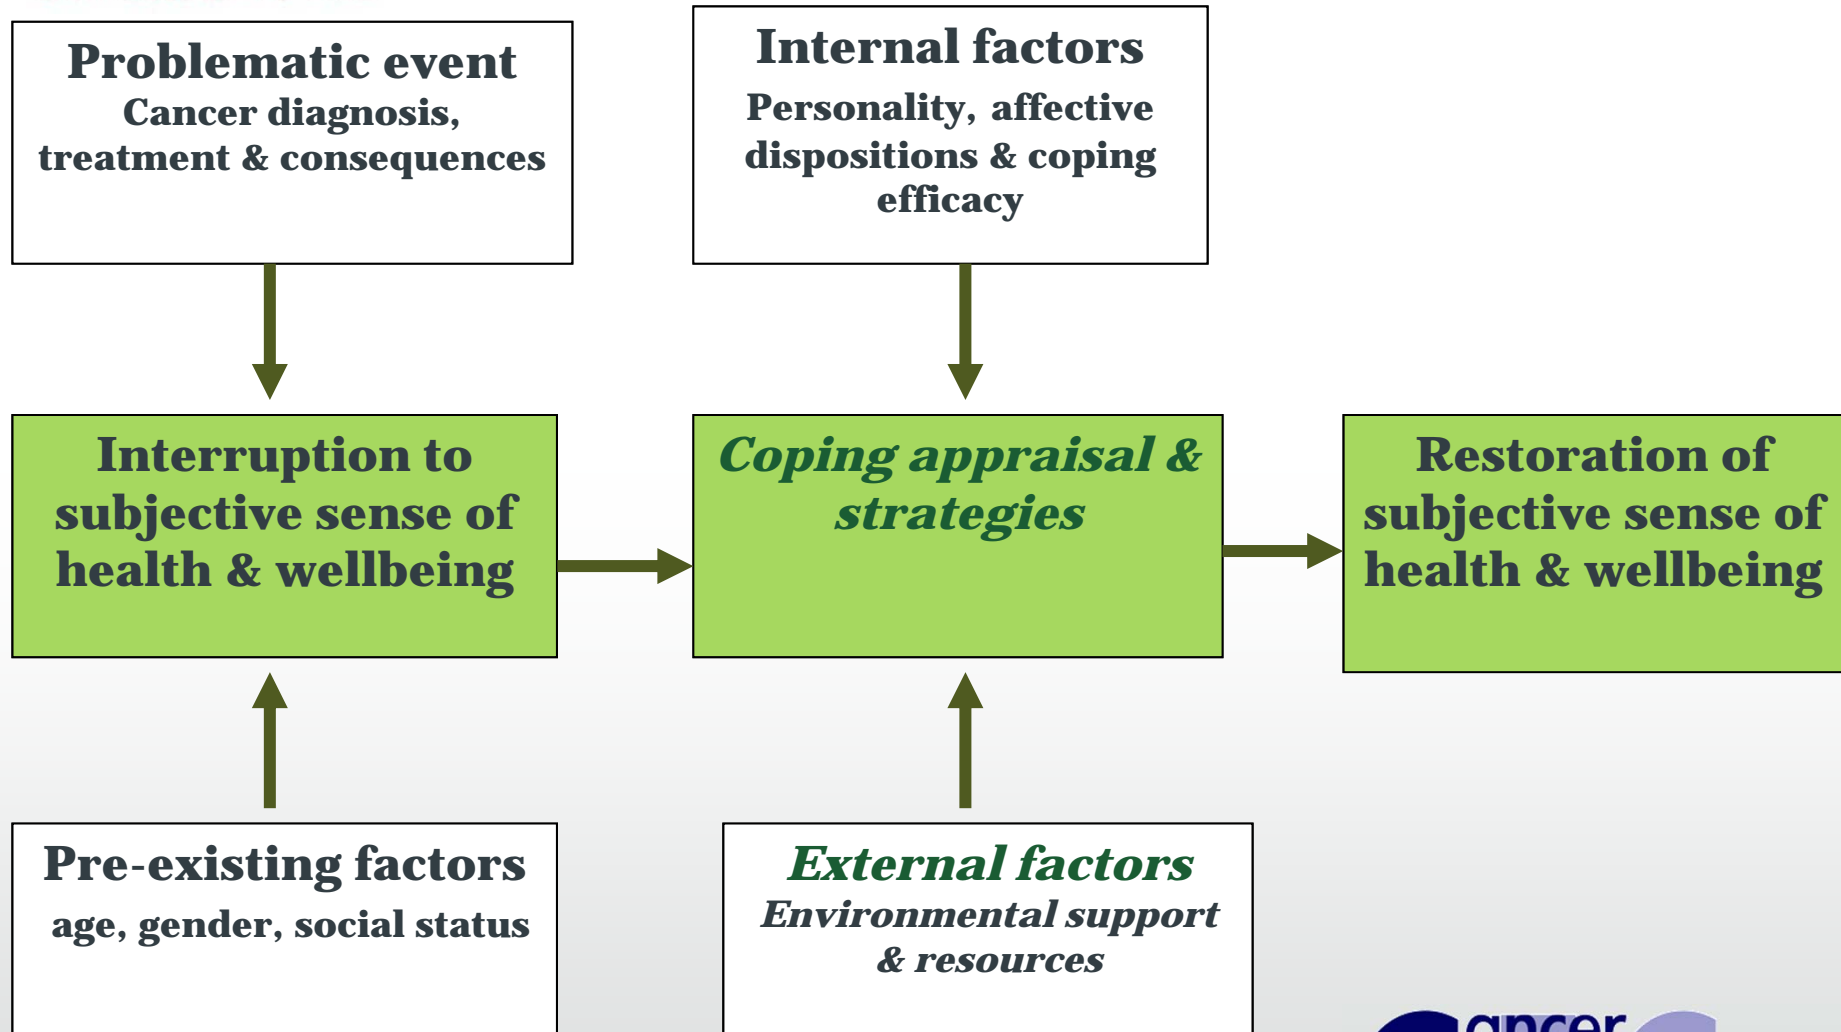 Problematic event
Cancer diagnosis,
treatment & consequences
Internal factors
Personality, affective
dispositions & coping
efficacy
Interruption to
subjective sense of
health & wellbeing
Coping appraisal &
strategies
Restoration of
subjective sense of
health & wellbeing
Pre-existing factors
age, gender, social status
External factors
Environmental support
& resources
ancer